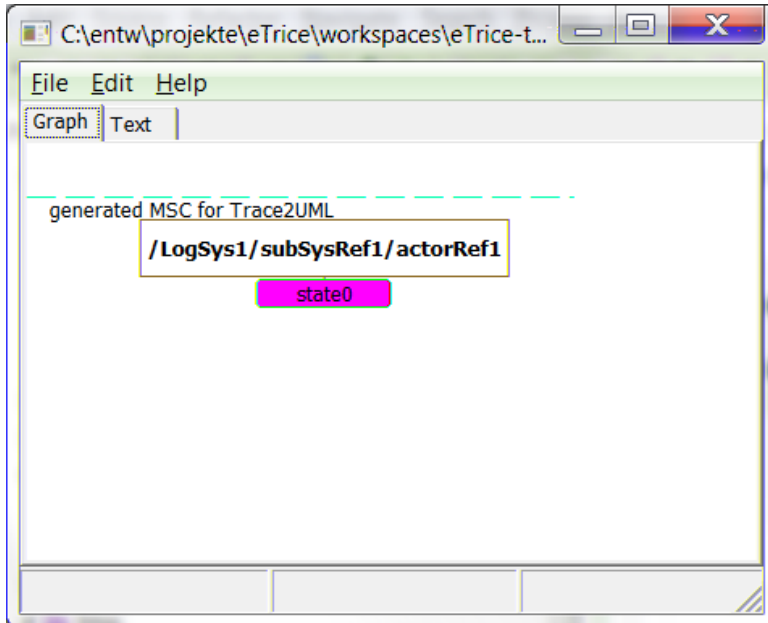 C:\entw\projekte\eTrice\workspaces\eTrice-t...
File Edit Help
Graph Text
generated MSC for Trace2UML
/LogSys1/subSysRef1/actorRef1
state0